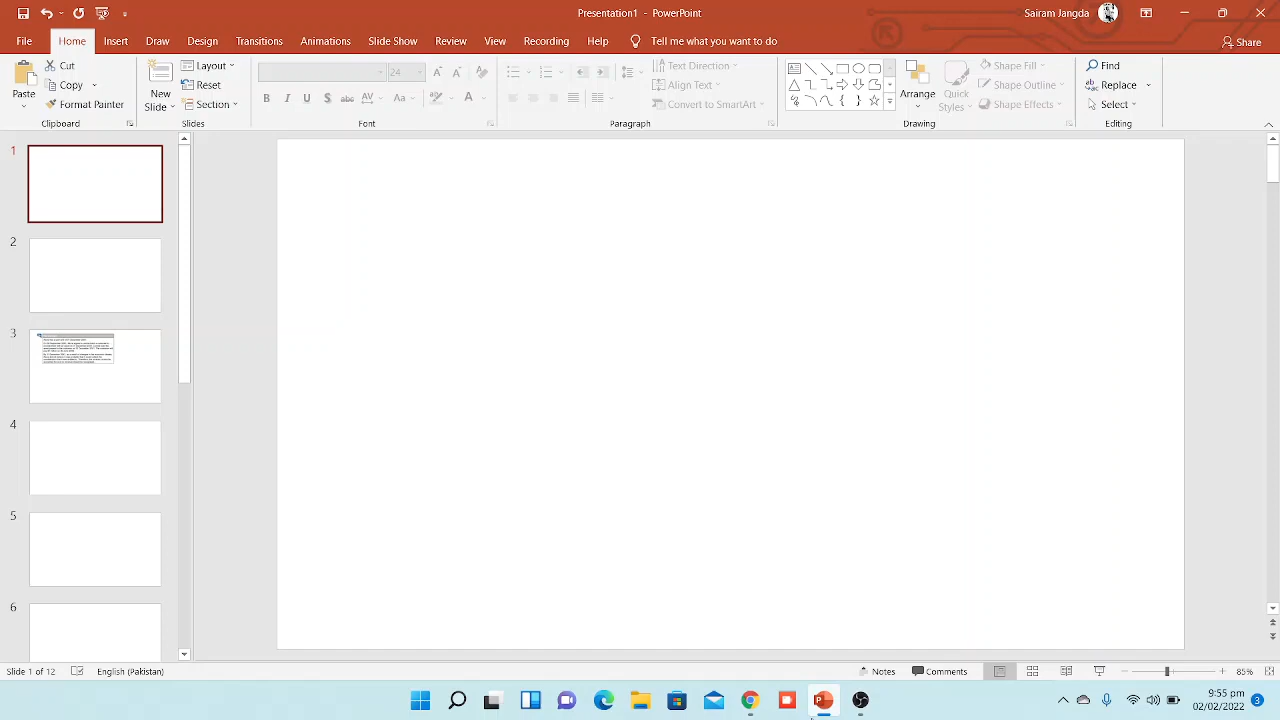 Presentation1 - PowerPoint
Sairam Jangda
File
Home
Insert
Draw
Design
Transitions
Animations
Slide Show
Review
View
Recording
Help
Tell me what you want to do
Share
Paste
Cut
Copy
Format Painter
Clipboard
New
Slide
Layout
Reset
Section
Slides
24
B I U S abc AV Aa A
Font
Text Direction
Align Text
Convert to SmartArt
Paragraph
Arrange
Quick
Styles
Shape Fill
Shape Outline
Shape Effects
Drawing
Find
Replace
Select
Editing
1
2
3
4
5
6
Slide 1 of 12
English (Pakistan)
Notes
Comments
85%
9:55 pm
02/02/2022
3